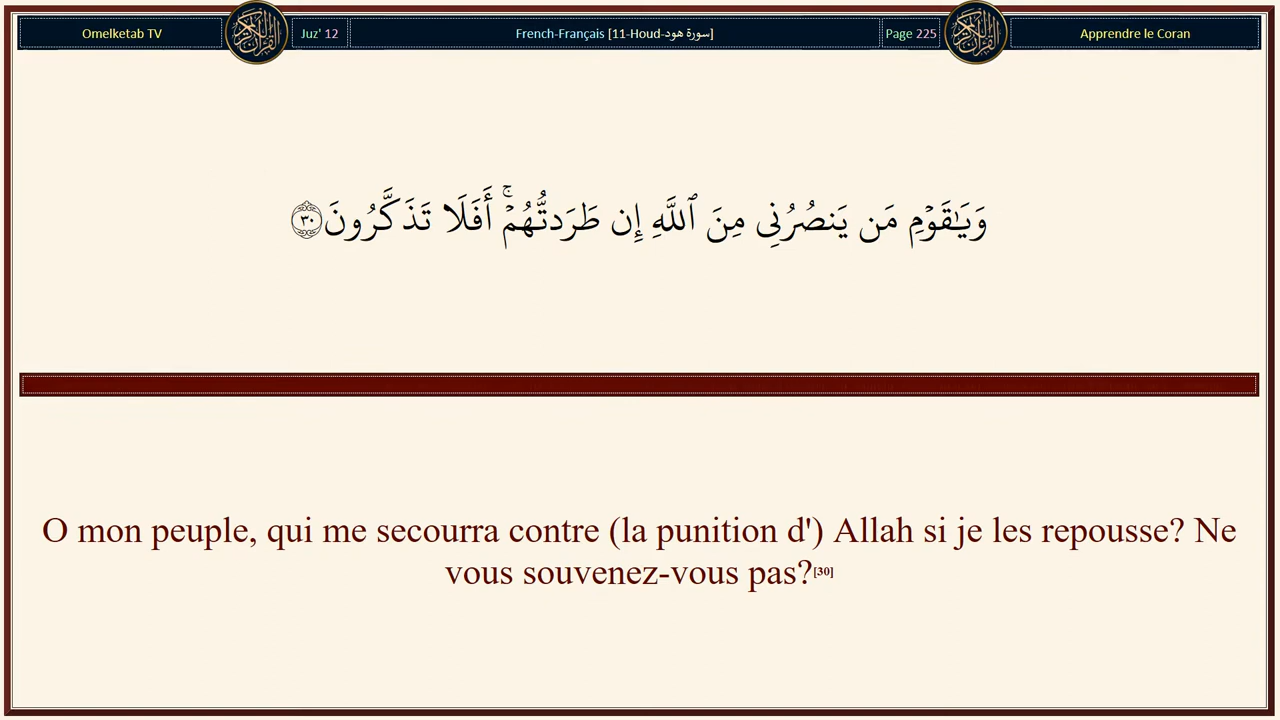 Omelketab TV
Juz' 12
French-Français [11-Houd-سورة هود]
Page 225
Apprendre le Coran
وَيَـٰقَوۡمِ مَن يَنصُرُنِى مِنَ ٱللَّهِ إِن طَرَدتُّهُمۡۚ أَفَلَا تَذَكَّرُونَ ٣٠
O mon peuple, qui me secourra contre (la punition d') Allah si je les repousse? Ne
vous souvenez-vous pas?[30]